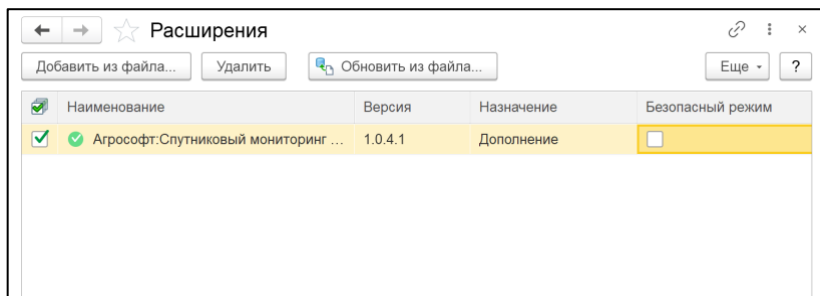 Расширения
Добавить из файла... Удалить Обновить из файла... Еще ?
Наименование Версия Назначение Безопасный режим
Агрософт:Спутниковый мониторинг ... 1.0.4.1 Дополнение